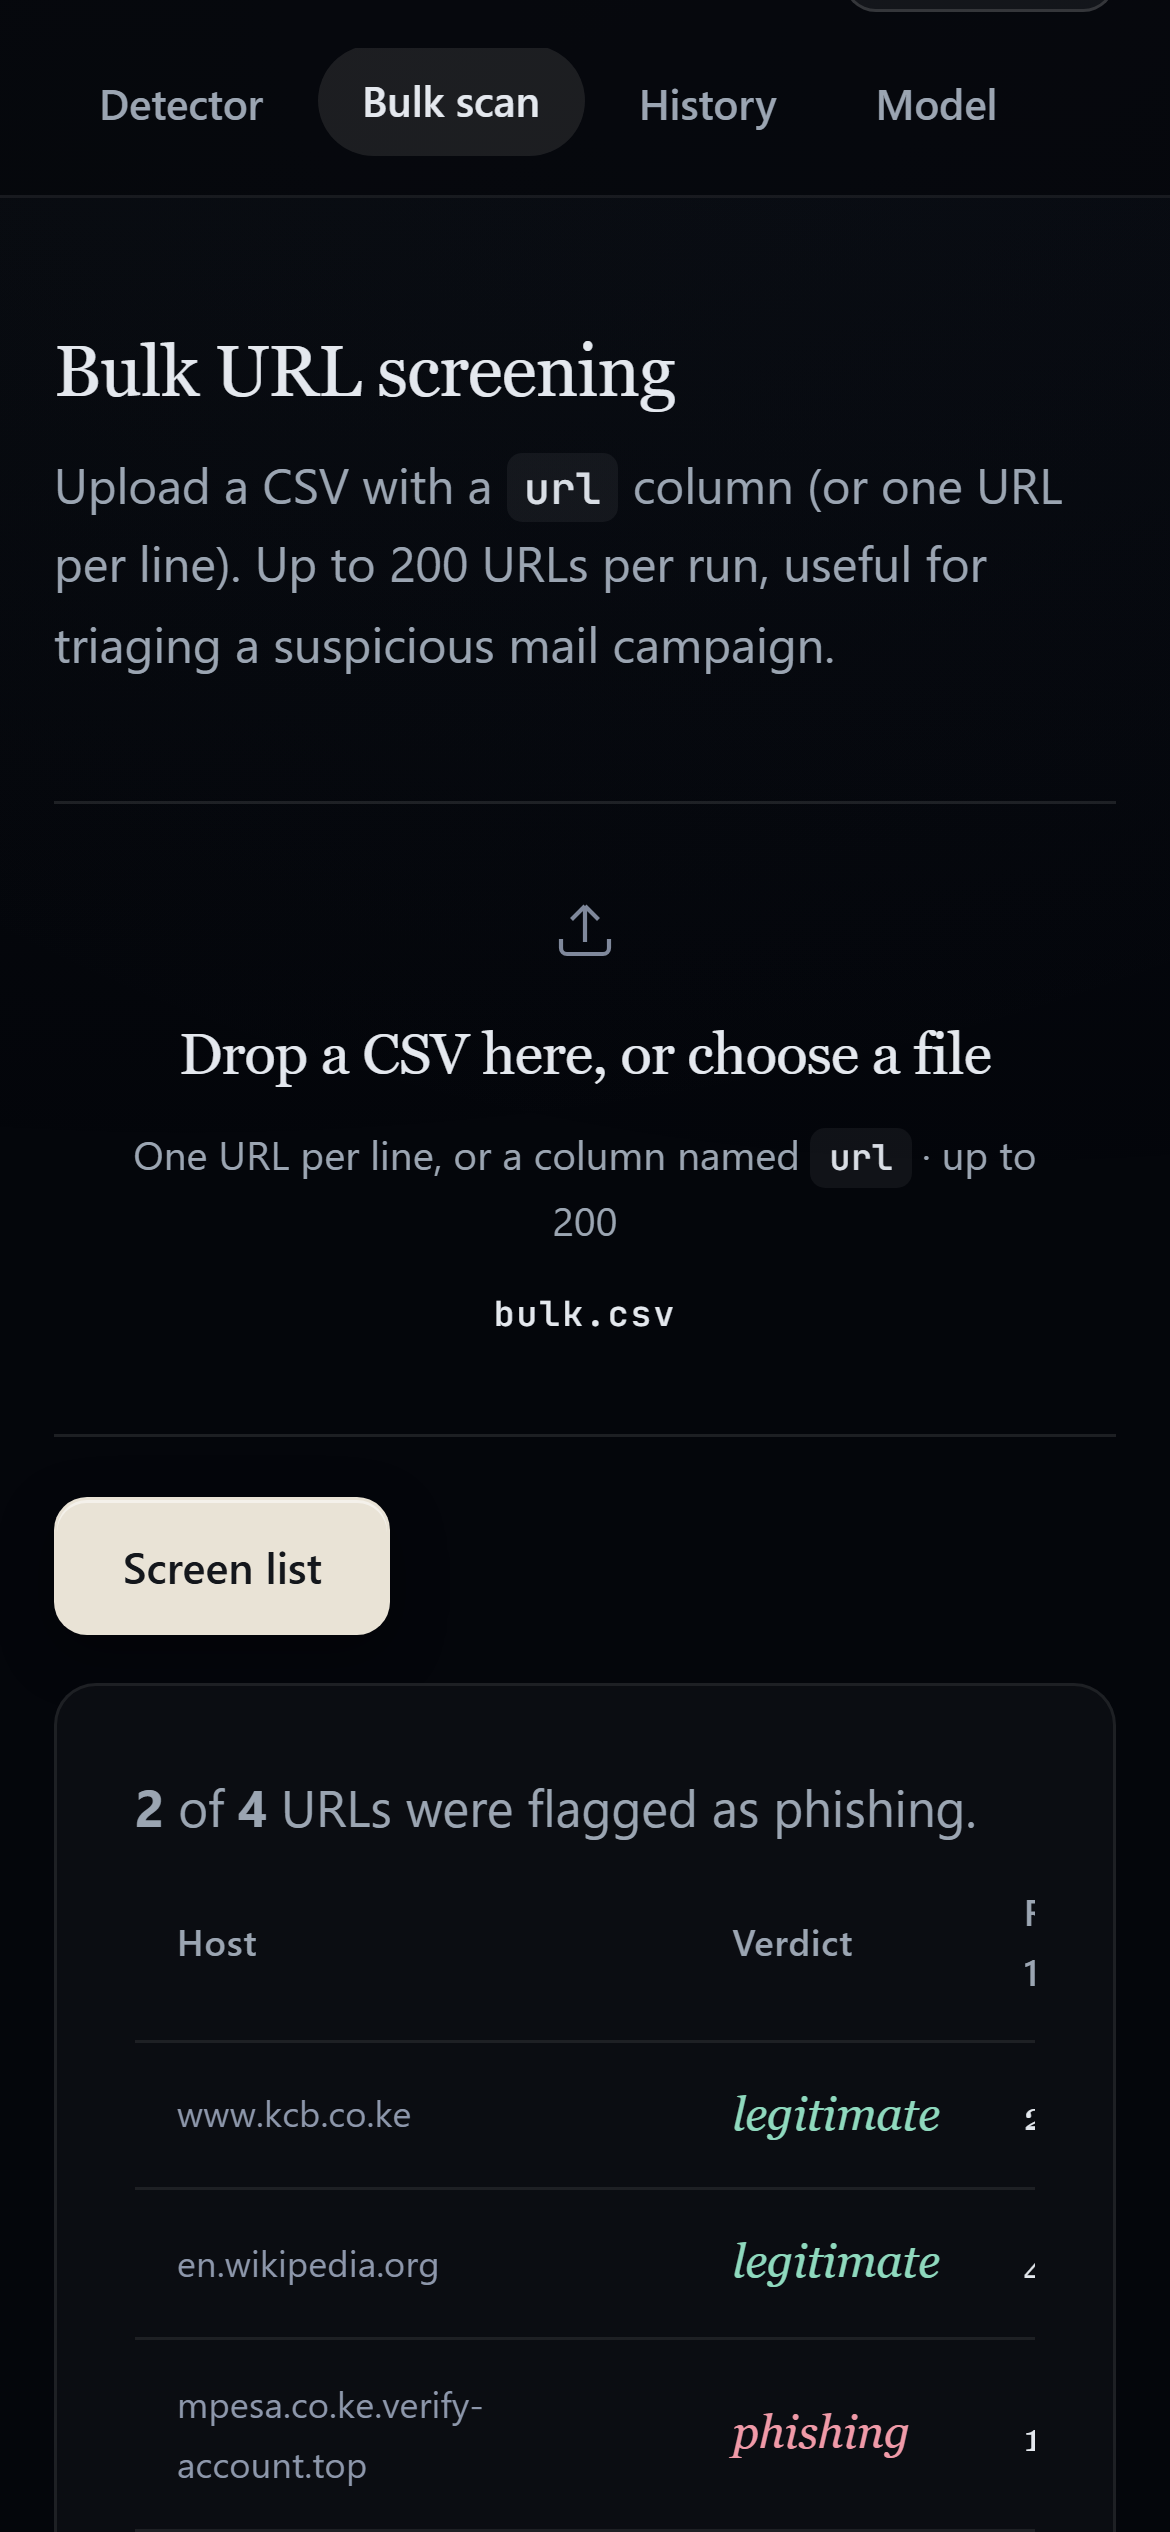 Detector Bulk scan History Model
Bulk URL screening
Upload a CSV with a url column (or one URL
per line). Up to 200 URLs per run, useful for
triaging a suspicious mail campaign.
Drop a CSV here, or choose a file
One URL per line, or a column named url · up to
200
bulk.csv
Screen list
2 of 4 URLs were flagged as phishing.
Host Verdict
www.kcb.co.ke legitimate
en.wikipedia.org legitimate
mpesa.co.ke.verify-
account.top phishing